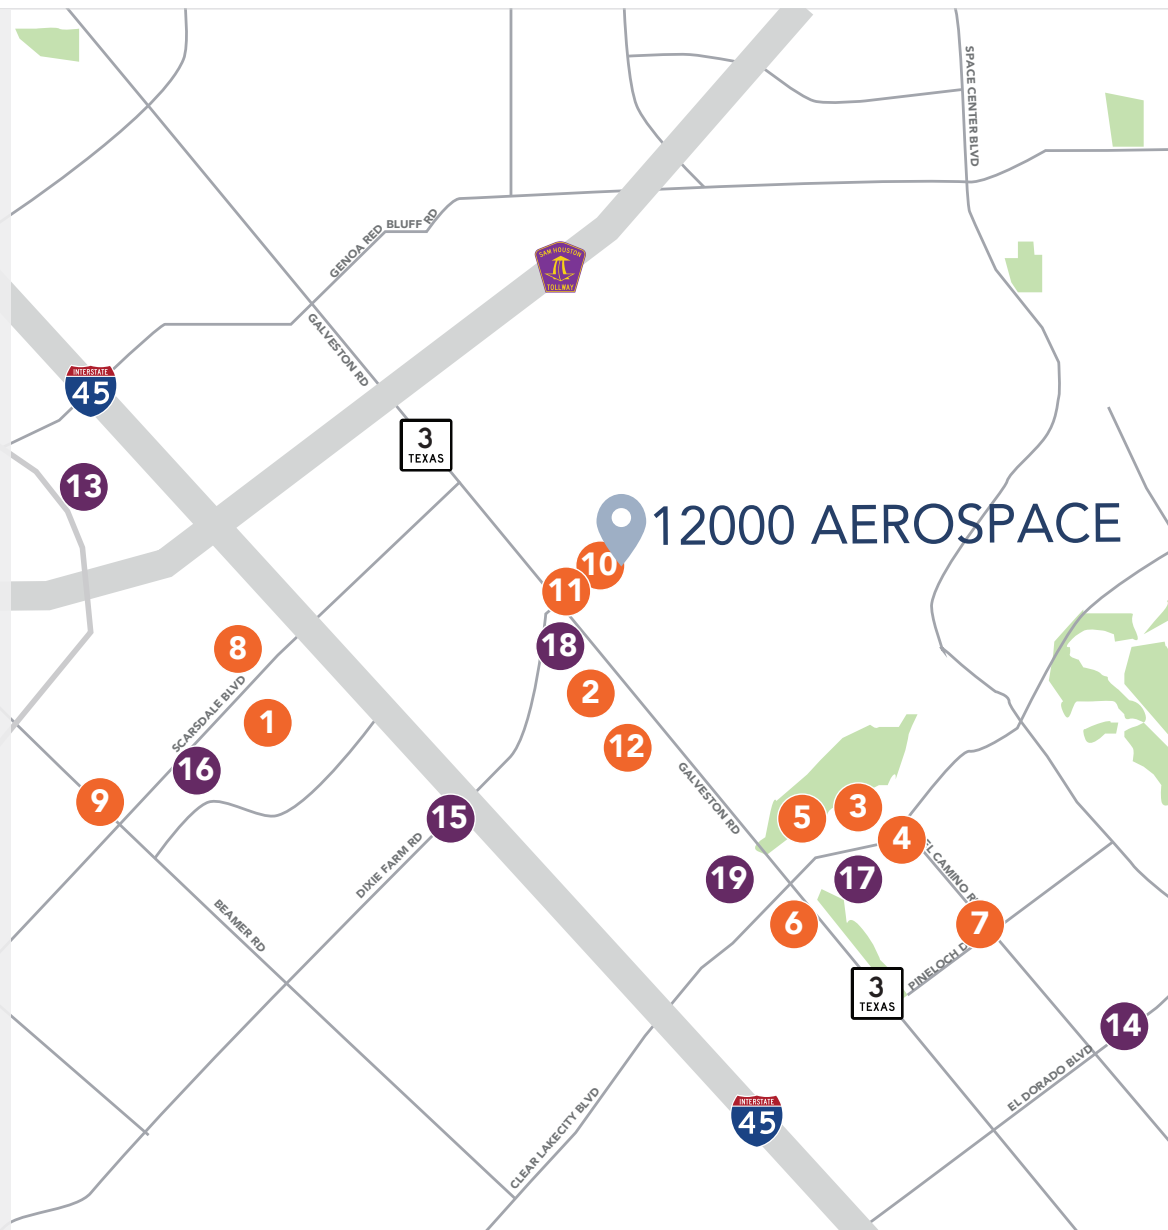 SPACE CENTER BLVD
GENOA RED BLUFF RD
SAN HOUSTON
TOLLWAY
GALVESTON RD
INTERSTATE
45
3
TEXAS
13
12000 AEROSPACE
10
11
18
8
2
SCARSDALE BLVD
1
12
16
GALVESTON RD
9
15
5
3
4
DIXIE FARM RD
EL CAMINO R
19
17
BEAMER RD
6
7
PINELOCH D
3
TEXAS
14
EL DORADO BLVD
CLEAR LAKECITY BLVD
INTERSTATE
45